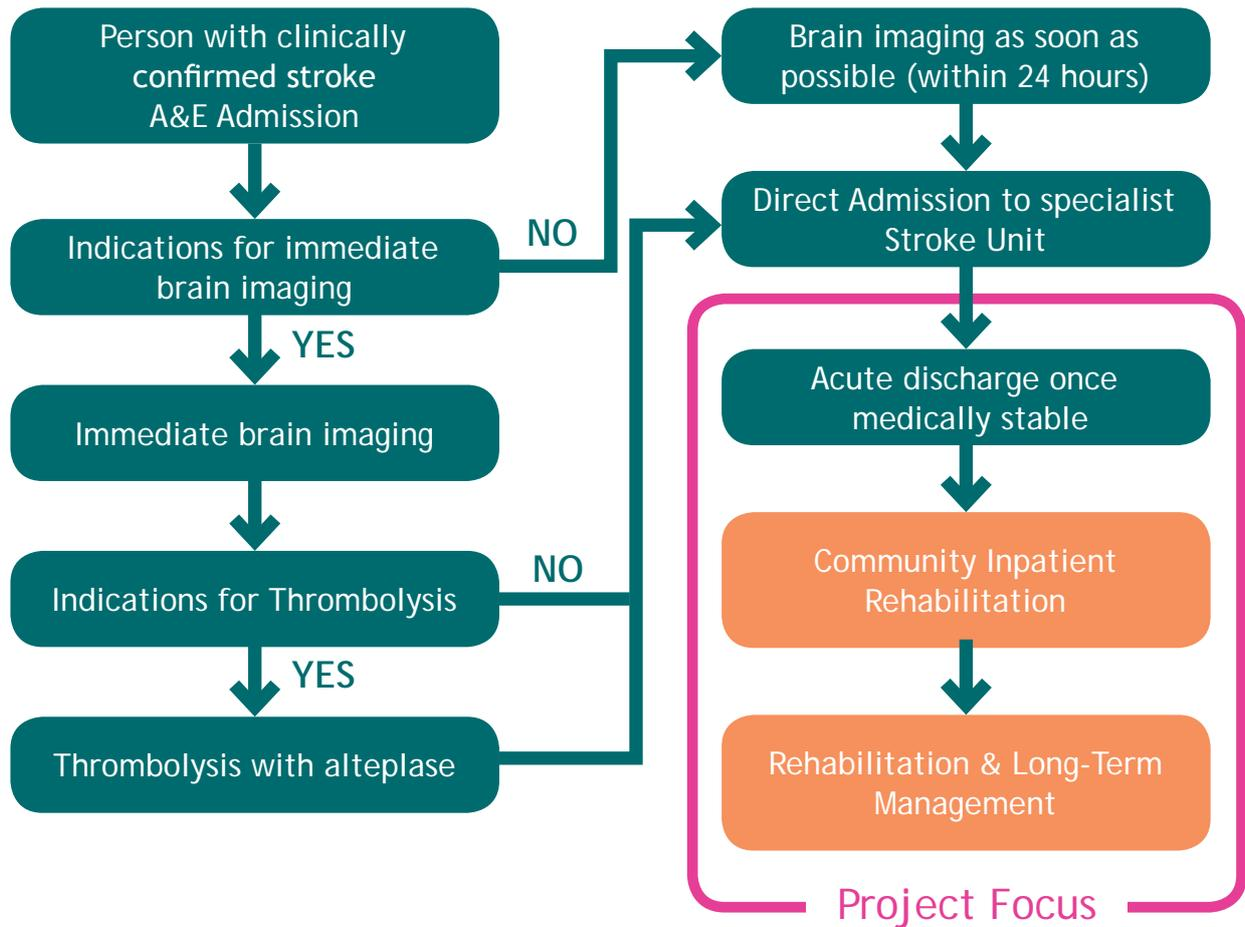 Person with clinically
confirmed stroke
A&E Admission
Indications for immediate
brain imaging
NO
YES
Immediate brain imaging
Indications for Thrombolysis
NO
YES
Thrombolysis with alteplase
Brain imaging as soon as
possible (within 24 hours)
Direct Admission to specialist
Stroke Unit
Acute discharge once
medically stable
Community Inpatient
Rehabilitation
Rehabilitation & Long-Term
Management
Project Focus